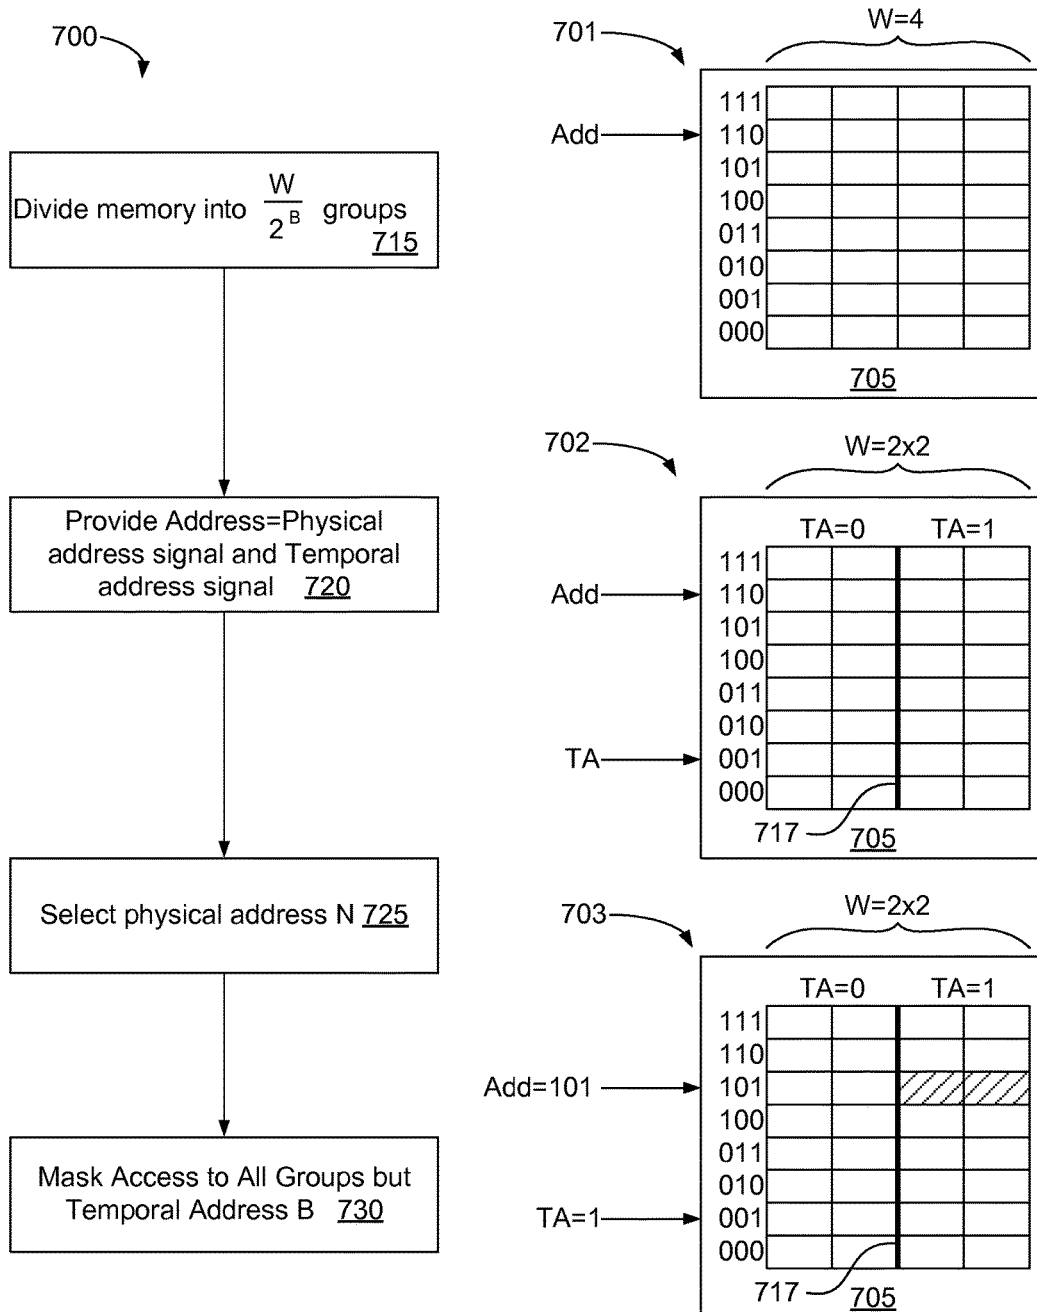 700
Divide memory into W/2^B groups
715
Provide Address=Physical
address signal and Temporal
address signal 720
Select physical address N 725
Mask Access to All Groups but
Temporal Address B 730
701
W=4
Add
111
110
101
100
011
010
001
000
705
702
W=2x2
TA=0 TA=1
Add
TA
111
110
101
100
011
010
001
000
717
705
703
W=2x2
TA=0 TA=1
Add=101
TA=1
111
110
101
100
011
010
001
000
717
705